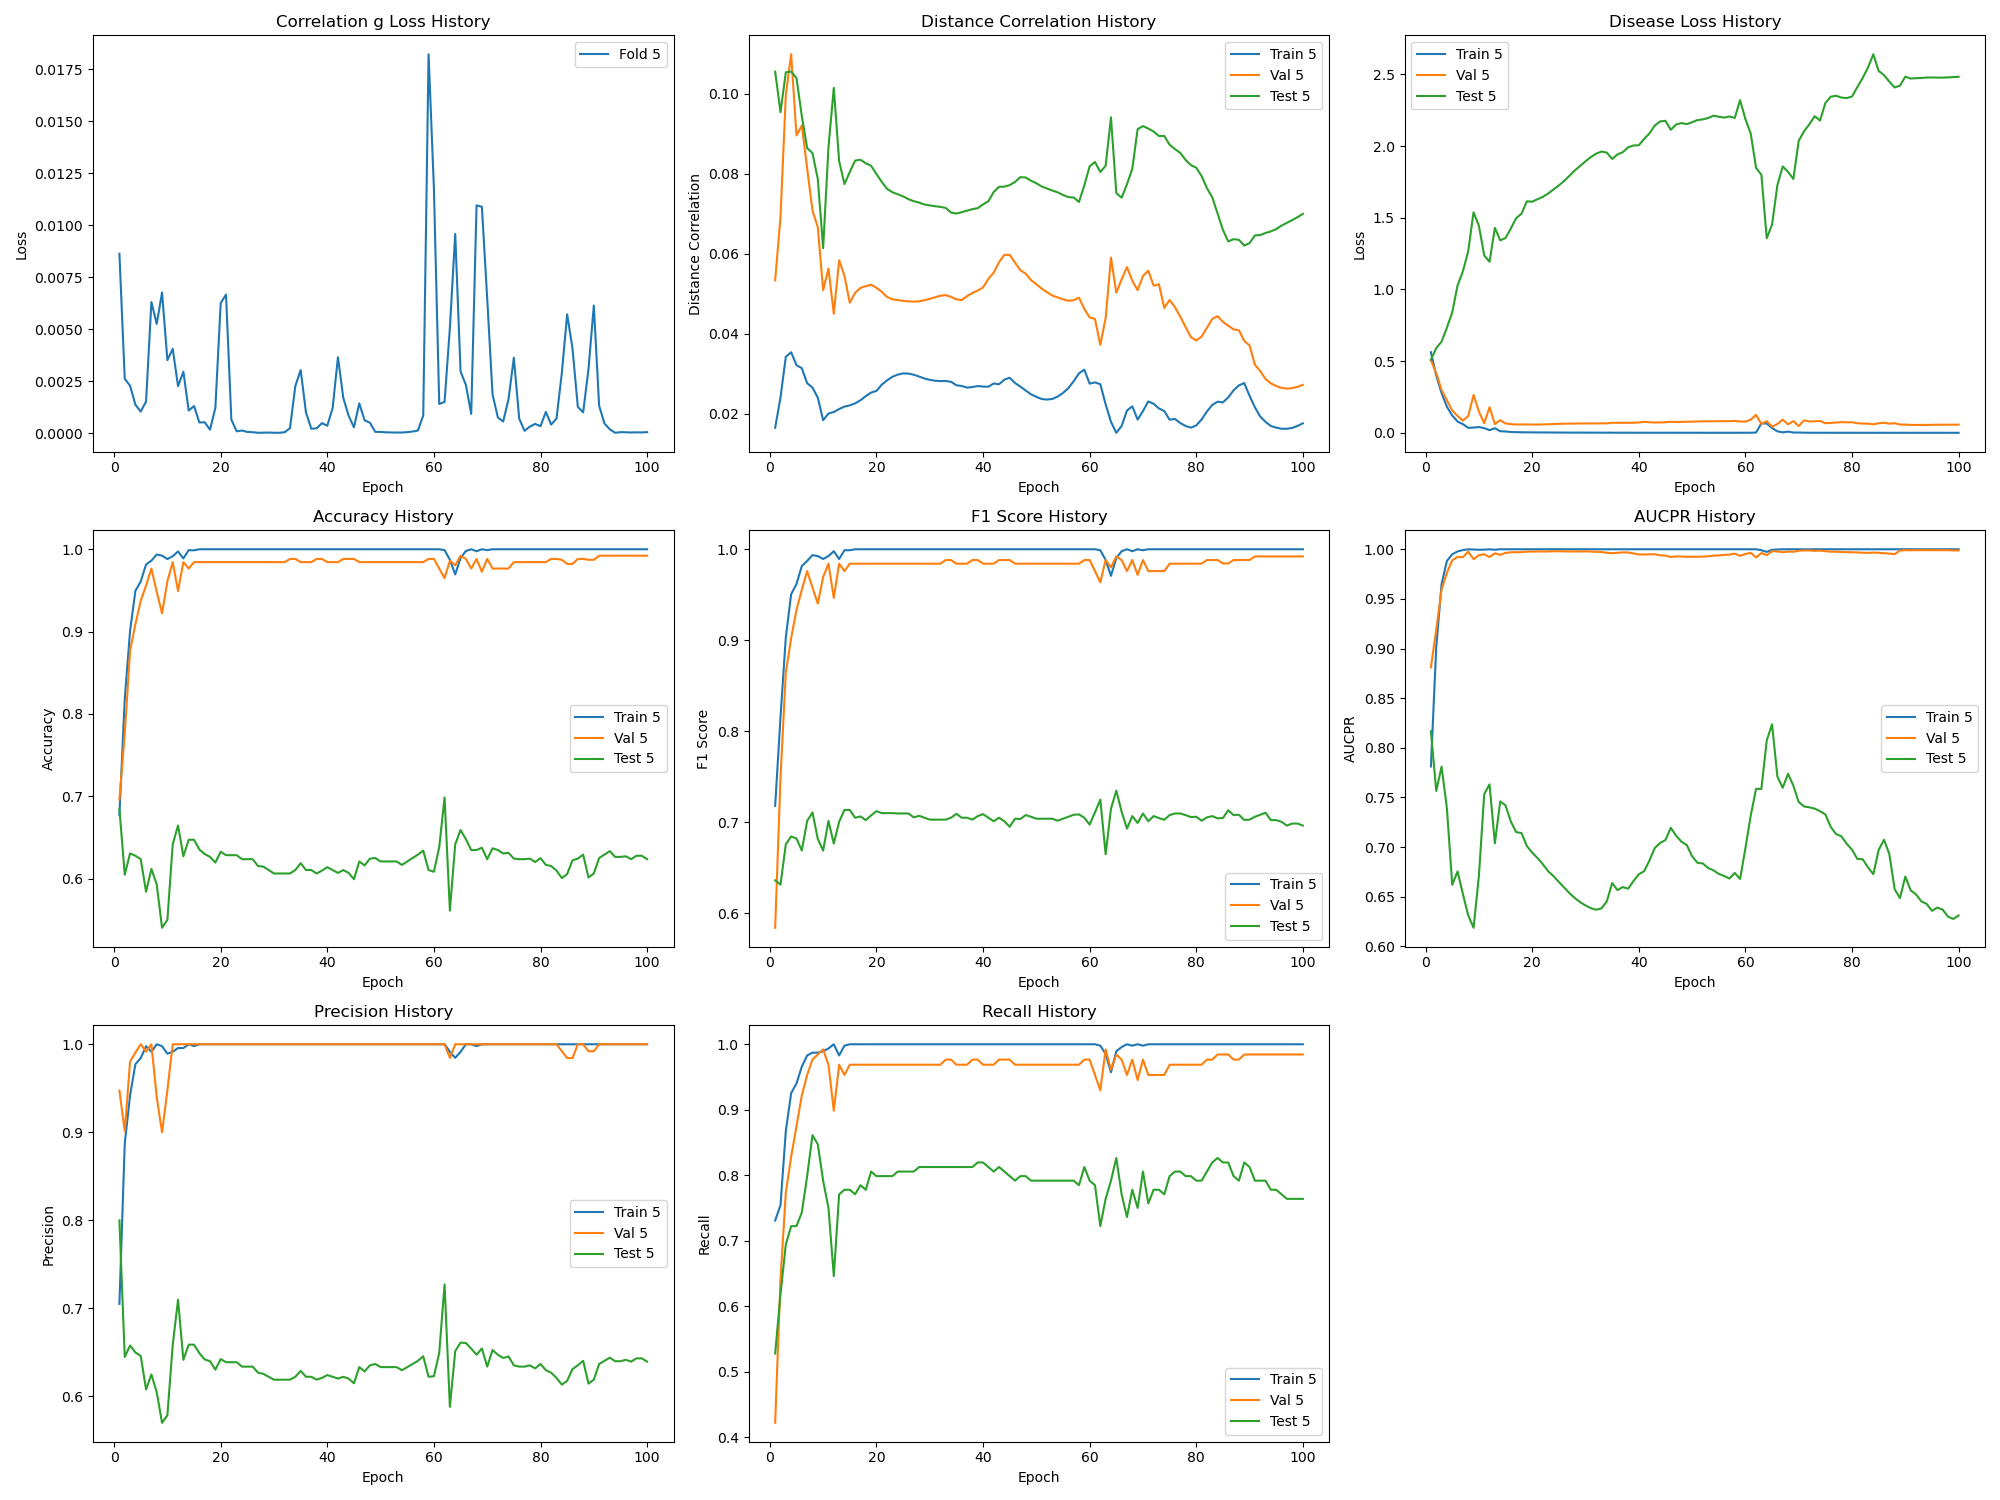 Correlation g Loss History
Loss
0.0175
0.0150
0.0125
0.0100
0.0075
0.0050
0.0025
0.0000
Fold 5
0 20 40 60 80 100
Epoch
Distance Correlation History
Distance Correlation
0.10
0.08
0.06
0.04
0.02
Train 5
Val 5
Test 5
0 20 40 60 80 100
Epoch
Disease Loss History
Loss
2.5
2.0
1.5
1.0
0.5
0.0
Train 5
Val 5
Test 5
0 20 40 60 80 100
Epoch
Accuracy History
Accuracy
1.0
0.9
0.8
0.7
0.6
Train 5
Val 5
Test 5
0 20 40 60 80 100
Epoch
F1 Score History
F1 Score
1.0
0.9
0.8
0.7
0.6
Train 5
Val 5
Test 5
0 20 40 60 80 100
Epoch
AUCPR History
AUCPR
1.00
0.95
0.90
0.85
0.80
0.75
0.70
0.65
0.60
Train 5
Val 5
Test 5
0 20 40 60 80 100
Epoch
Precision History
Precision
1.0
0.9
0.8
0.7
0.6
Train 5
Val 5
Test 5
0 20 40 60 80 100
Epoch
Recall History
Recall
1.0
0.9
0.8
0.7
0.6
0.5
0.4
Train 5
Val 5
Test 5
0 20 40 60 80 100
Epoch